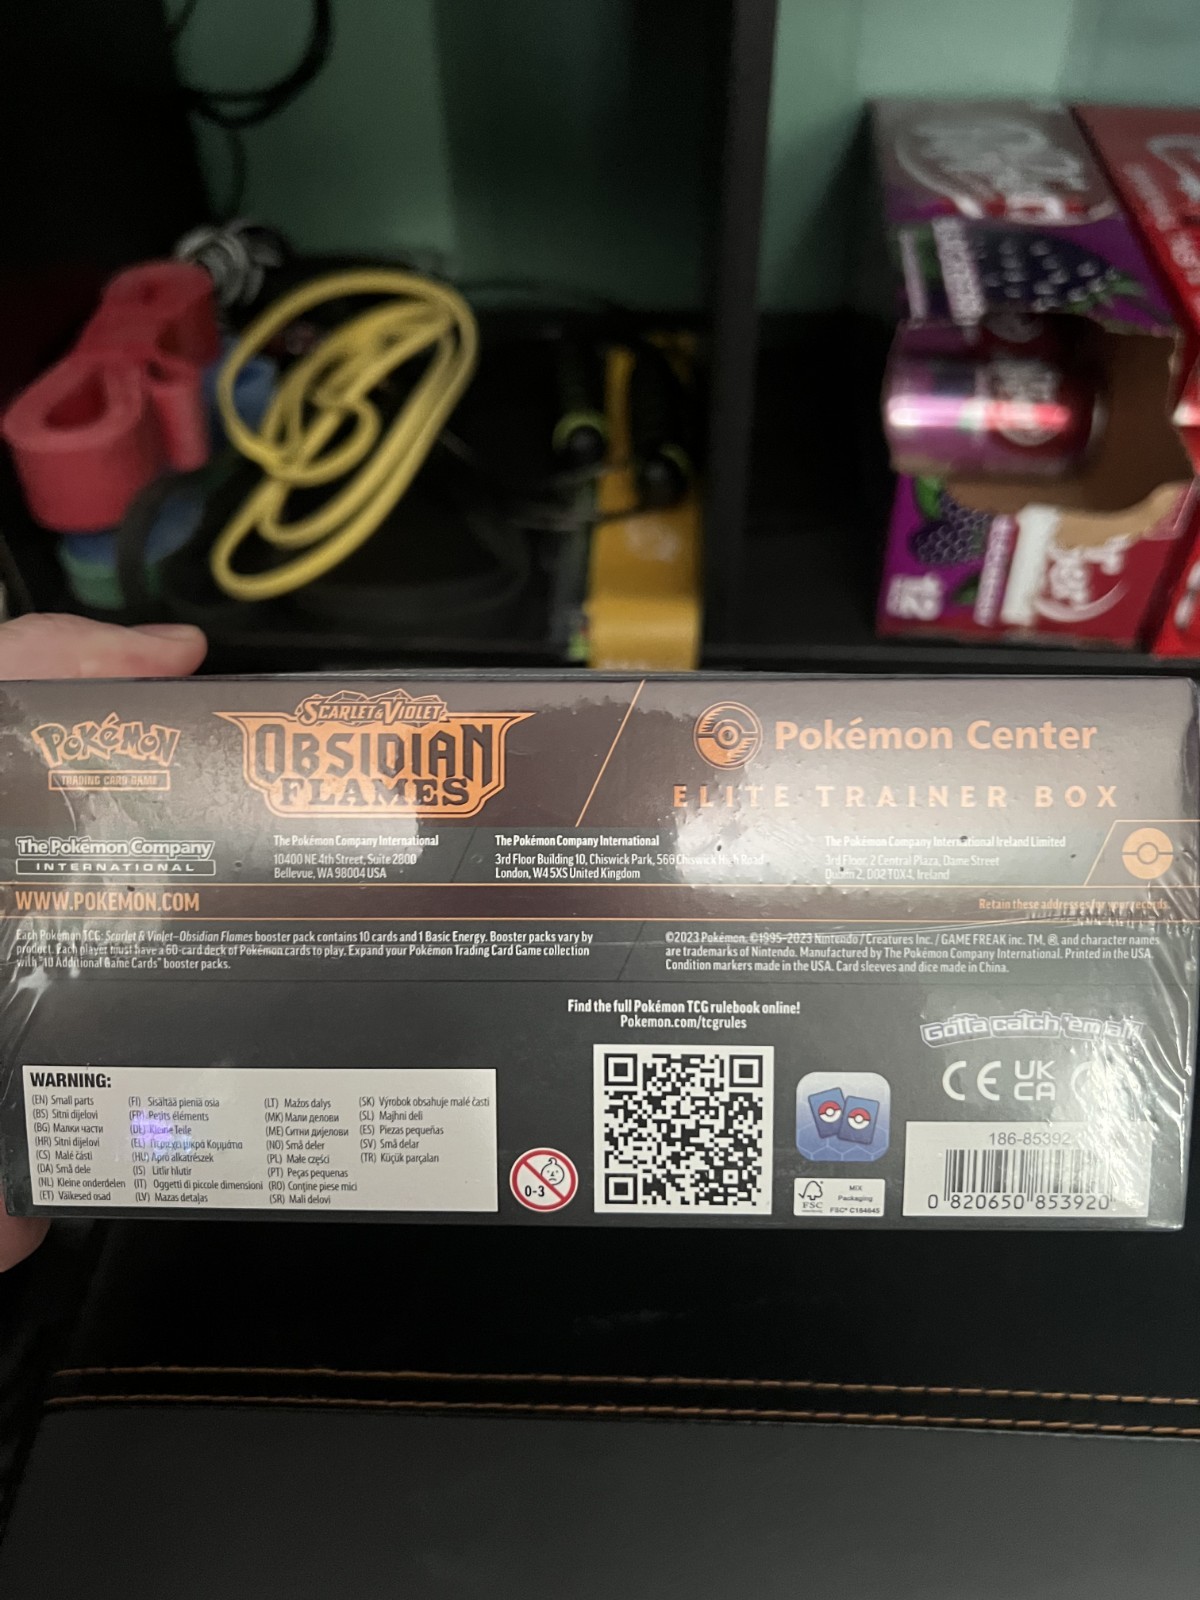 BLACKBERRY
12
Pokémon
TRADING CARD GAME
SCARLET & VIOLET
OBSIDIAN
FLAMES
Pokémon Center
ELITE TRAINER BOX
The Pokémon Company
INTERNATIONAL
The Pokémon Company International
10400 NE 4th Street, Suite 2800
Bellevue, WA 98004 USA
The Pokémon Company International
3rd Floor Building 10, Chiswick Park, 566 Chiswick High Road
London, W4 5XS United Kingdom
The Pokémon Company International Ireland Limited
3rd Floor, 2 Central Plaza, Dame Street
Dublin 2, D02 T0X4, Ireland
WWW.POKEMON.COM
Retain these addresses for your records.
Each Pokémon TCG: Scarlet & Violet–Obsidian Flames booster pack contains 10 cards and 1 Basic Energy. Booster packs vary by
product. Each player must have a 60-card deck of Pokémon cards to play. Expand your Pokémon Trading Card Game collection
with "10 Additional Game Cards" booster packs.
©2023 Pokémon. ©1995–2023 Nintendo / Creatures Inc. / GAME FREAK inc. TM, ®, and character names
are trademarks of Nintendo. Manufactured by The Pokémon Company International. Printed in the USA.
Condition markers made in the USA. Card sleeves and dice made in China.
Find the full Pokémon TCG rulebook online!
Pokemon.com/tcgrules
Gotta catch 'em all!
CE UK
CA
WARNING:
(EN) Small parts
(BS) Sitni dijelovi
(BG) Малки части
(HR) Sitni dijelovi
(CS) Malé části
(DA) Små dele
(NL) Kleine onderdelen
(ET) Väikesed osad
(FI) Sisältää pieniä osia
(FR) Petits éléments
(DE) Kleine Teile
(EL) Περιέχει μικρά Κομμάτια
(HU) Apró alkatrészek
(IS) Litlir hlutir
(IT) Oggetti di piccole dimensioni
(LV) Mazas detaļas
(LT) Mažos dalys
(MK) Мали делови
(ME) Ситни дијелови
(NO) Små deler
(PL) Małe części
(PT) Peças pequenas
(RO) Conține piese mici
(SR) Mali delovi
(SK) Výrobok obsahuje malé časti
(SL) Majhni deli
(ES) Piezas pequeñas
(SV) Små delar
(TR) Küçük parçalan
0-3
FSC
MIX
Packaging
FSC® C184645
186-85392
0 820650 853920